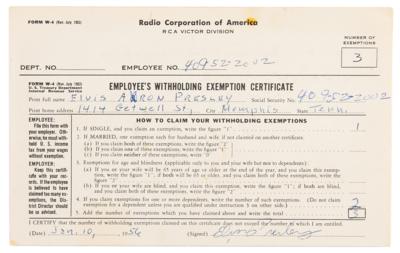 FORM W-4 (Rev. July 1953)
Radio Corporation of America
RCA VICTOR DIVISION
NUMBER OF EXEMPTIONS
3
DEPT. NO.
EMPLOYEE NO. 40952-2002
FORM W-4 (Rev. July 1953)
U. S. Treasury Department
Internal Revenue Service
EMPLOYEE'S WITHHOLDING EXEMPTION CERTIFICATE
Print full name ELVIS ARON PRESLEY Social Security No. 40952-2002
Print home address 1414 Getwell St. City Memphis State Tenn.
EMPLOYEE:
File this form with your employer. Otherwise, he must withhold U. S. income tax from your wages without exemption.
EMPLOYER:
Keep this certificate with your records. If the employee is believed to have claimed too many exemptions, the District Director should be so advised.
HOW TO CLAIM YOUR WITHHOLDING EXEMPTIONS
1. If SINGLE, and you claim an exemption, write the figure "1" 1
2. If MARRIED, one exemption each for husband and wife if not claimed on another certificate.
(a) If you claim both of these exemptions, write the figure "2"
(b) If you claim one of these exemptions, write the figure "1"
(c) If you claim neither of these exemptions, write "0"
3. Exemptions for age and blindness (applicable only to you and your wife but not to dependents):
(a) If you or your wife will be 65 years of age or older at the end of the year, and you claim this exemption, write the figure "1"; if both will be 65 or older, and you claim both of these exemptions, write the figure "2"
(b) If you or your wife are blind, and you claim this exemption, write the figure "1"; if both are blind, and you claim both of these exemptions, write the figure "2"
4. If you claim exemptions for one or more dependents, write the number of such exemptions. (Do not claim exemption for a dependent unless you are qualified under instruction 5 on other side.) 2
5. Add the number of exemptions which you have claimed above and write the total 3
I CERTIFY that the number of withholding exemptions claimed on this certificate does not exceed the number to which I am entitled.
(Date) Jan. 10, 1956 (Signed) Elvis Presley